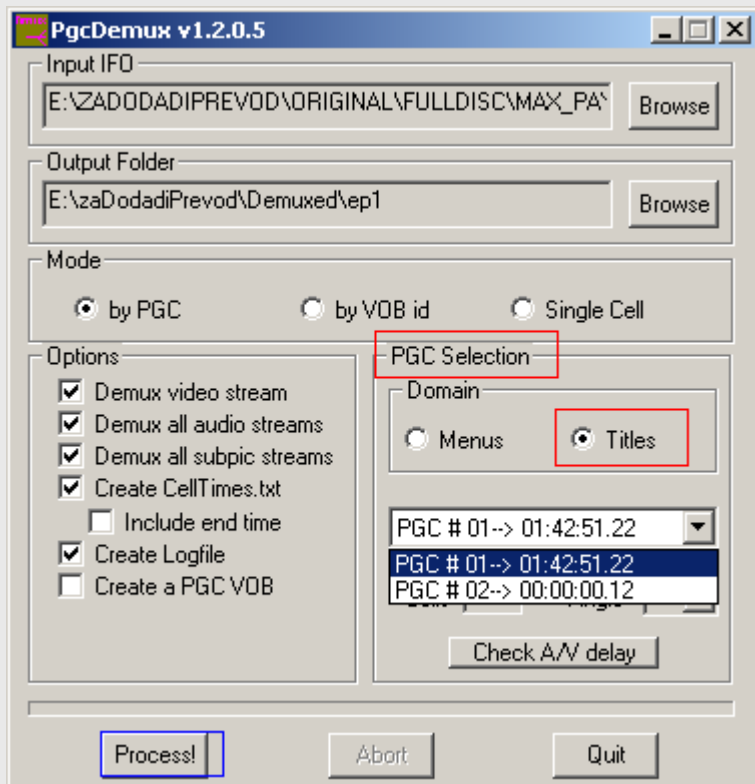 PgcDemux v1.2.0.5
Input IFO
E:\ZADODADIPREVOD\ORIGINAL\FULLDISC\MAX_PA
Browse
Output Folder
E:\zaDodadiPrevod\Demuxed\ep1
Browse
Mode
by PGC by VOB id Single Cell
Options
Demux video stream
Demux all audio streams
Demux all subpic streams
Create CellTimes.txt
Include end time
Create Logfile
Create a PGC VOB
PGC Selection
Domain
Menus Titles
PGC # 01--> 01:42:51.22
PGC # 01--> 01:42:51.22
PGC # 02--> 00:00:00.12
Check A/V delay
Process! Abort Quit